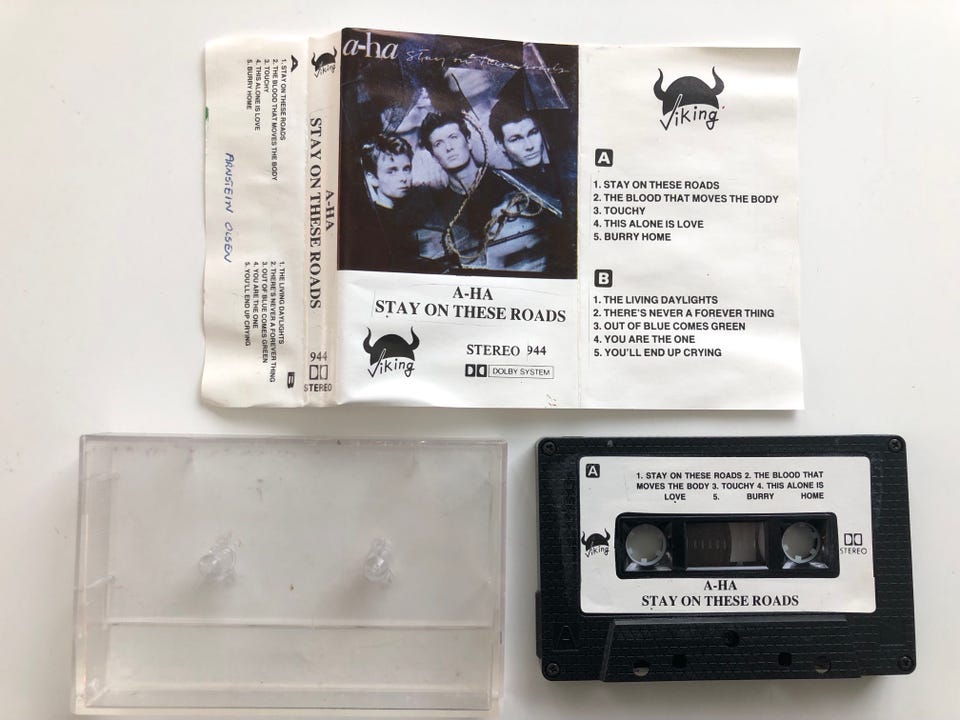 A
1. STAY ON THESE ROADS
2. THE BLOOD THAT MOVES THE BODY
3. TOUCHY
4. THIS ALONE IS LOVE
5. BURRY HOME
ARNSTEIN OLSEN
1. THE LIVING DAYLIGHTS
2. THERE'S NEVER A FOREVER THING
3. OUT OF BLUE COMES GREEN
4. YOU ARE THE ONE
5. YOU'LL END UP CRYING
B
Viking
A-HA
STAY ON THESE ROADS
944
STEREO
a-ha stay on these roads
A-HA
STAY ON THESE ROADS
Viking
STEREO 944
DOLBY SYSTEM
Viking
A
1. STAY ON THESE ROADS
2. THE BLOOD THAT MOVES THE BODY
3. TOUCHY
4. THIS ALONE IS LOVE
5. BURRY HOME
B
1. THE LIVING DAYLIGHTS
2. THERE'S NEVER A FOREVER THING
3. OUT OF BLUE COMES GREEN
4. YOU ARE THE ONE
5. YOU'LL END UP CRYING
A
1. STAY ON THESE ROADS 2. THE BLOOD THAT
MOVES THE BODY 3. TOUCHY 4. THIS ALONE IS
LOVE 5. BURRY HOME
Viking
STEREO
A-HA
STAY ON THESE ROADS
A